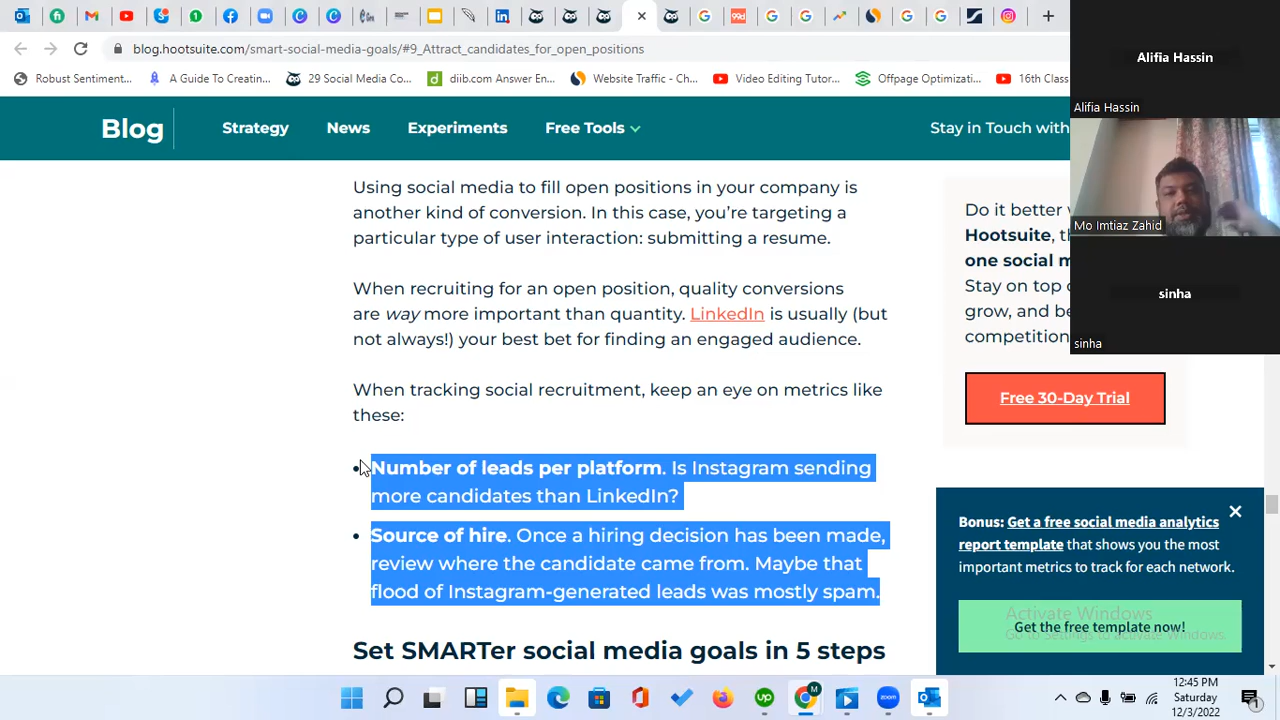 blog.hootsuite.com/smart-social-media-goals/#9_Attract_candidates_for_open_positions
Robust Sentiment...
A Guide To Creatin...
29 Social Media Co...
diib.com Answer En...
Website Traffic - Ch...
Video Editing Tutor...
Offpage Optimizati...
16th Class
Blog
Strategy
News
Experiments
Free Tools
Stay in Touch with
Using social media to fill open positions in your company is
another kind of conversion. In this case, you’re targeting a
particular type of user interaction: submitting a resume.
When recruiting for an open position, quality conversions
are way more important than quantity. LinkedIn is usually (but
not always!) your best bet for finding an engaged audience.
When tracking social recruitment, keep an eye on metrics like
these:
• Number of leads per platform. Is Instagram sending
more candidates than LinkedIn?
• Source of hire. Once a hiring decision has been made,
review where the candidate came from. Maybe that
flood of Instagram-generated leads was mostly spam.
Set SMARTer social media goals in 5 steps
Do it better
Hootsuite,
one social
Stay on top
grow, and be
competition
Free 30-Day Trial
Bonus: Get a free social media analytics
report template that shows you the most
important metrics to track for each network.
Get the free template now!
Activate Windows
Go to Settings to activate Windows.
Alifia Hassin
Alifia Hassin
Mo Imtiaz Zahid
sinha
sinha
12:45 PM
Saturday
12/3/2022